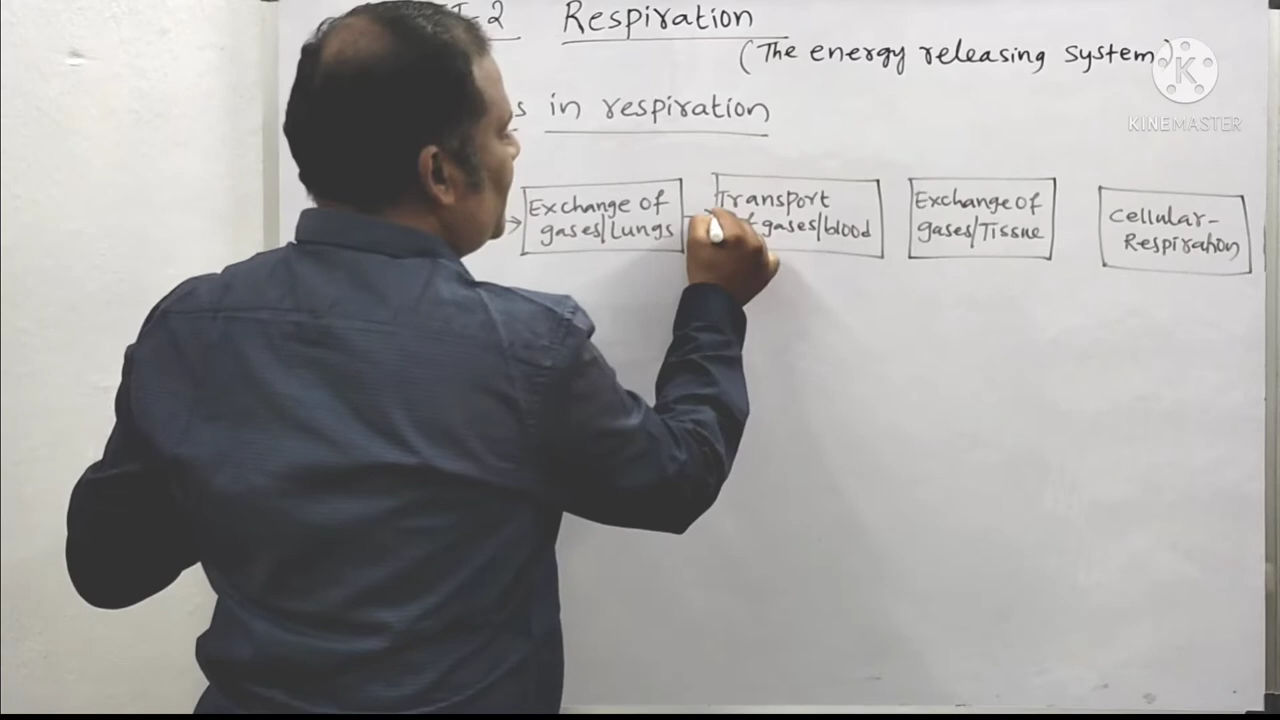 -2 Respiration
(The energy releasing system)
KINEMASTER
s in respiration
Exchange of
gases/Lungs
Transport
gases/blood
Exchange of
gases/Tissue
Cellular-
Respiration